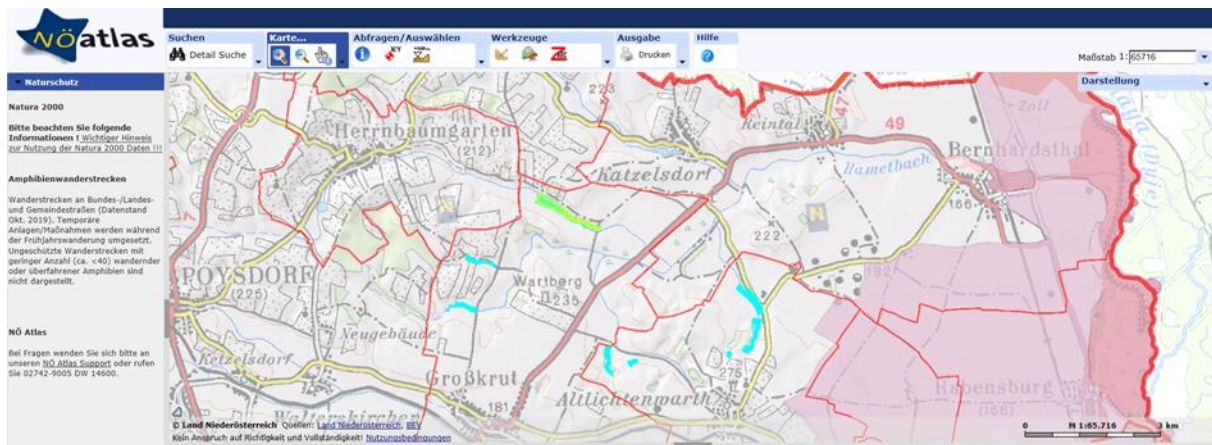 NÖatlas
Suchen
Karte...
Abfragen/Auswählen
Werkzeuge
Ausgabe
Hilfe
Detail Suche
X/Y
Drucken
Maßstab 1: 65716
Darstellung
Naturschutz
Natura 2000
Bitte beachten Sie folgende
Informationen ! Wichtiger Hinweis
zur Nutzung der Natura 2000 Daten !!!
Amphibienwanderstrecken
Wanderstrecken an Bundes-/Landes-
und Gemeindestraßen (Datenstand
Okt. 2019). Temporäre
Anlagen/Maßnahmen werden während
der Frühjahrswanderung umgesetzt.
Ungeschützte Wanderstrecken mit
geringer Anzahl (ca. <40) wandernder
oder überfahrener Amphibien sind
nicht dargestellt.
NÖ Atlas
Bei Fragen wenden Sie sich bitte an
unseren NÖ Atlas Support oder rufen
Sie 02742-9005 DW 14600.
223
Zoll
47
49
Reintal
Herrnbaumgarten
(212)
Bernhardsthal
Katzelsdorf
Hametbach
166
N
N
222
182
POYSDORF
(225)
Wartberg
235
Neugebäude
Ketzelsdorf
Großkrut
181
275
Altlichtenwarth
Rabensburg
(168)
Walterskirchen
© Land Niederösterreich Quellen: Land Niederösterreich, BEV
Kein Anspruch auf Richtigkeit und Vollständigkeit! Nutzungsbedingungen
0 M 1:65.716 3 km